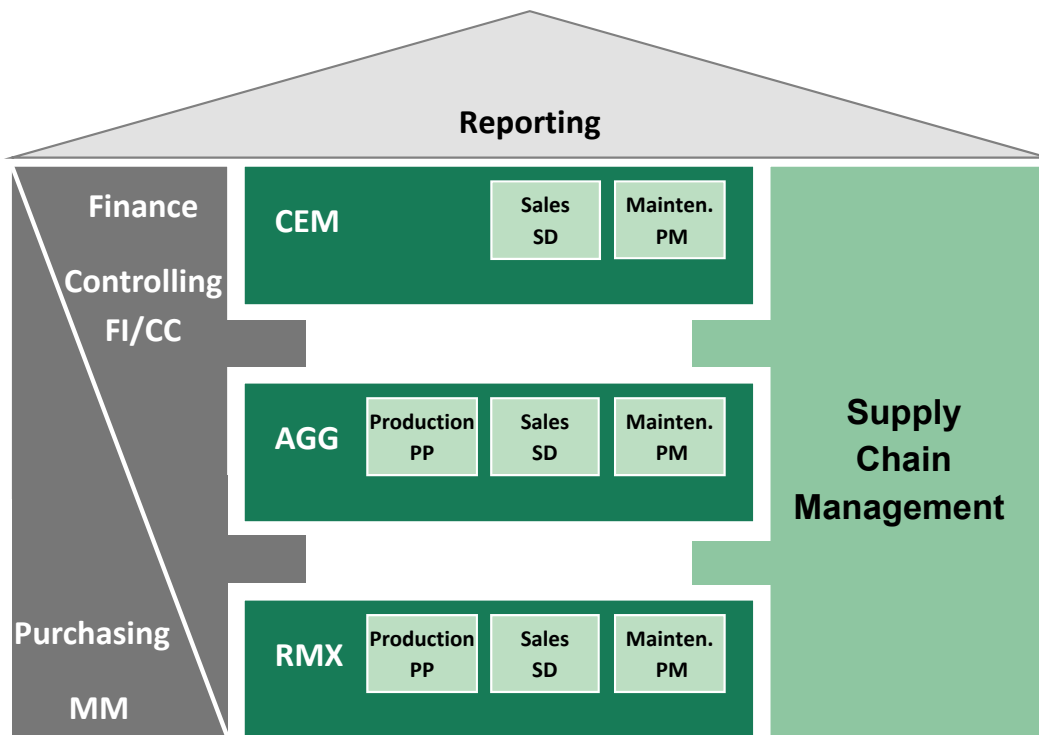 Reporting
Finance
Controlling
FI/CC
Purchasing
MM
CEM
Sales
SD
Mainten.
PM
AGG
Production
PP
Sales
SD
Mainten.
PM
RMX
Production
PP
Sales
SD
Mainten.
PM
Supply
Chain
Management